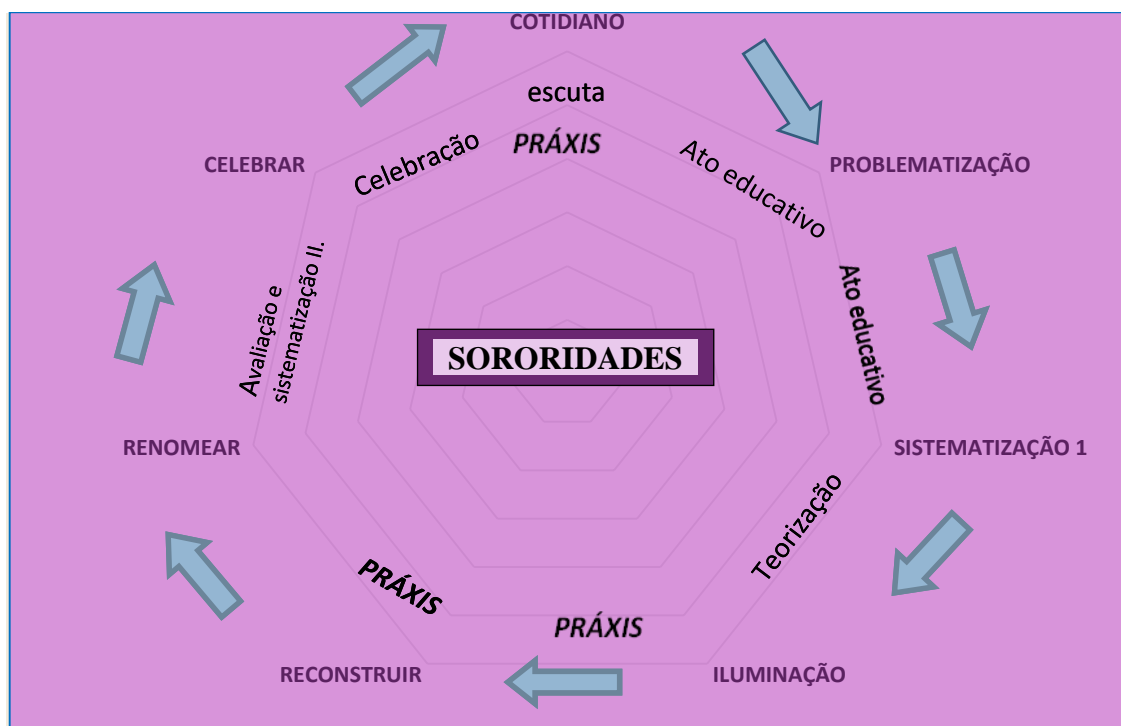 COTIDIANO
escuta
PRÁXIS
Celebração
Ato educativo
CELEBRAR
PROBLEMATIZAÇÃO
Avaliação e
sistematização II.
Ato educativo
SORORIDADES
RENOMEAR
SISTEMATIZAÇÃO 1
Teorização
PRÁXIS
PRÁXIS
RECONSTRUIR
ILUMINAÇÃO